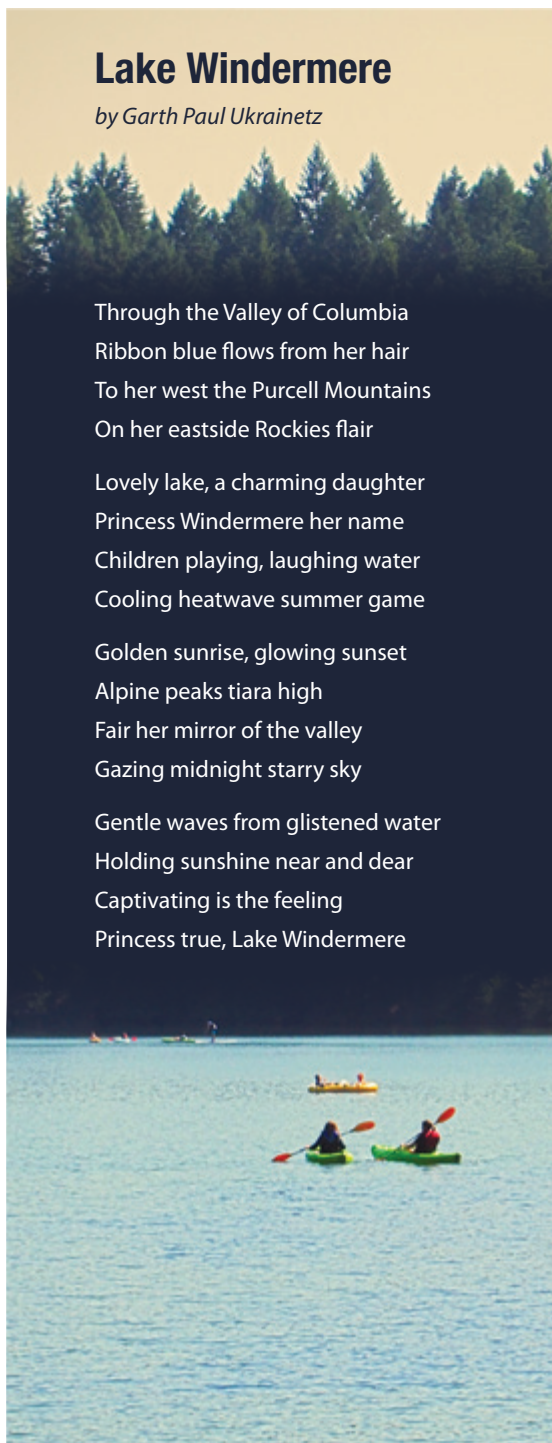 Lake Windermere
by Garth Paul Ukrainetz
Through the Valley of Columbia
Ribbon blue flows from her hair
To her west the Purcell Mountains
On her eastside Rockies flair
Lovely lake, a charming daughter
Princess Windermere her name
Children playing, laughing water
Cooling heatwave summer game
Golden sunrise, glowing sunset
Alpine peaks tiara high
Fair her mirror of the valley
Gazing midnight starry sky
Gentle waves from glistened water
Holding sunshine near and dear
Captivating is the feeling
Princess true, Lake Windermere